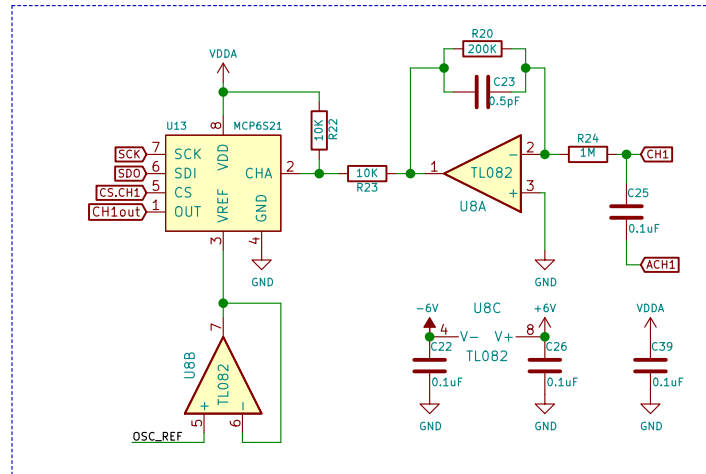 R20
200K
C23
0.5pF
VDDA
U13
MCP6S21
8
VDD
10K
R22
SCK
7
SCK
SDO
6
SDI
CS.CH1
5
CS
CH1out
1
OUT
CHA
2
VREF
3
GND
4
GND
10K
R23
1
TL082
U8A
-
2
+
3
GND
R24
1M
CH1
C25
0.1uF
ACH1
7
U8B
TL082
+
-
5
6
OSC_REF
U8C
TL082
-6V
4
V-
V+
8
+6V
C22
0.1uF
GND
C26
0.1uF
GND
VDDA
C39
0.1uF
GND